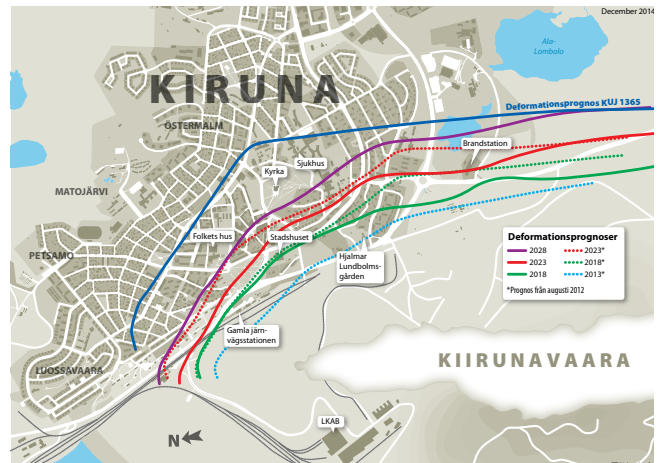 December 2014
Ala-
Lombolo
KIRUNA
Deformationsprognos KUJ 1365
ÖSTERMALM
Brandstation
Sjukhus
Kyrka
MATOJÄRVI
Folkets hus
Stadshuset
PETSAMO
Hjalmar
Lundbolms-
gården
Deformationsprognoser
2028 2023*
2023 2018*
2018 2013*
*Prognos från augusti 2012
Gamla järn-
vägsstationen
KIIRUNAVAARA
LUOSSAVAARA
LKAB
N